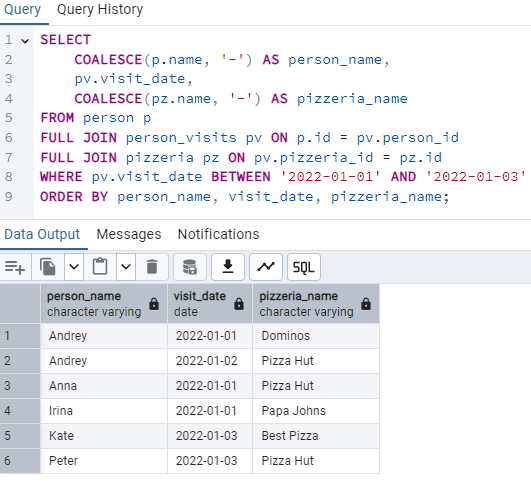 Query Query History
1 SELECT
2 COALESCE(p.name, '-') AS person_name,
3 pv.visit_date,
4 COALESCE(pz.name, '-') AS pizzeria_name
5 FROM person p
6 FULL JOIN person_visits pv ON p.id = pv.person_id
7 FULL JOIN pizzeria pz ON pv.pizzeria_id = pz.id
8 WHERE pv.visit_date BETWEEN '2022-01-01' AND '2022-01-03'
9 ORDER BY person_name, visit_date, pizzeria_name;
Data Output Messages Notifications
SQL
person_name visit_date pizzeria_name
character varying date character varying
1 Andrey 2022-01-01 Dominos
2 Andrey 2022-01-02 Pizza Hut
3 Anna 2022-01-01 Pizza Hut
4 Irina 2022-01-01 Papa Johns
5 Kate 2022-01-03 Best Pizza
6 Peter 2022-01-03 Pizza Hut